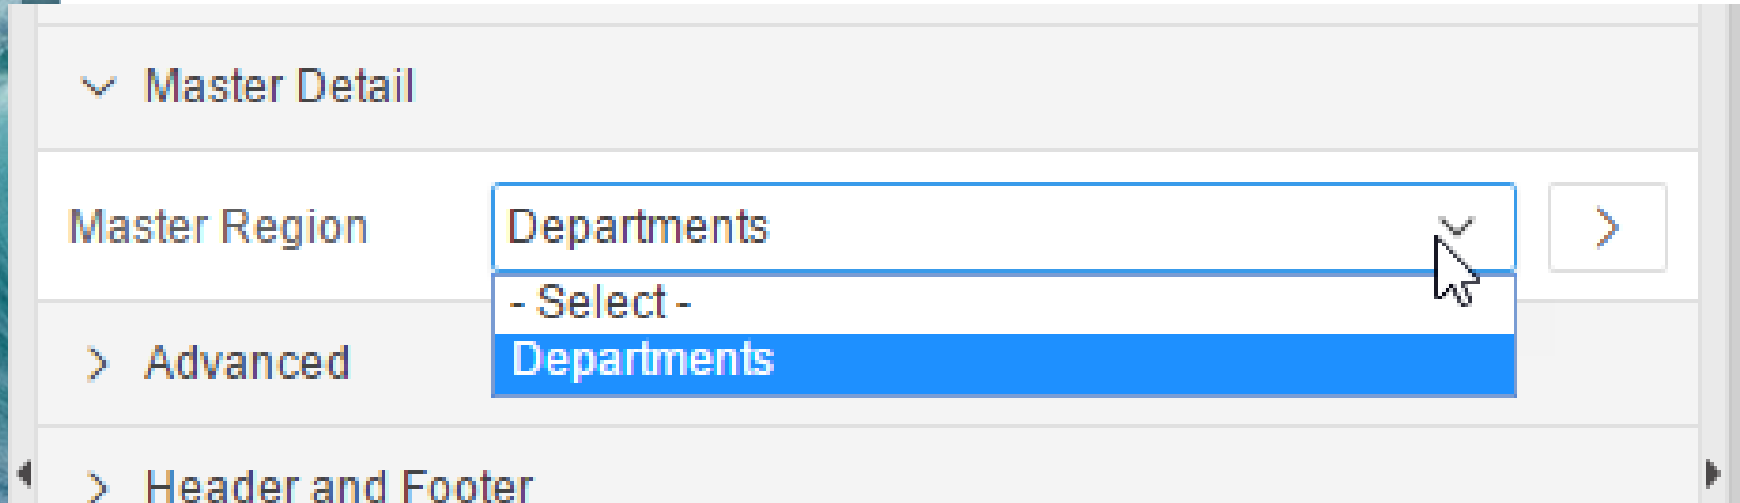 Master Detail
Master Region
Departments
- Select -
Departments
Advanced
Header and Footer